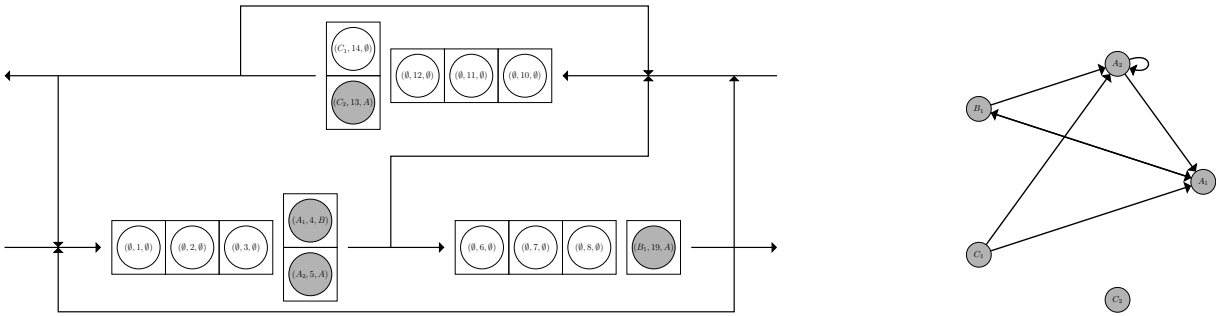 (C₁, 14, ∅)
(∅, 12, ∅) (∅, 11, ∅) (∅, 10, ∅)
(C₂, 13, A)
(A₁, 4, B)
(∅, 1, ∅) (∅, 2, ∅) (∅, 3, ∅)
(A₂, 5, A)
(∅, 6, ∅) (∅, 7, ∅) (∅, 8, ∅) (B₁, 19, A)
A₂
B₁
A₁
C₁
C₂